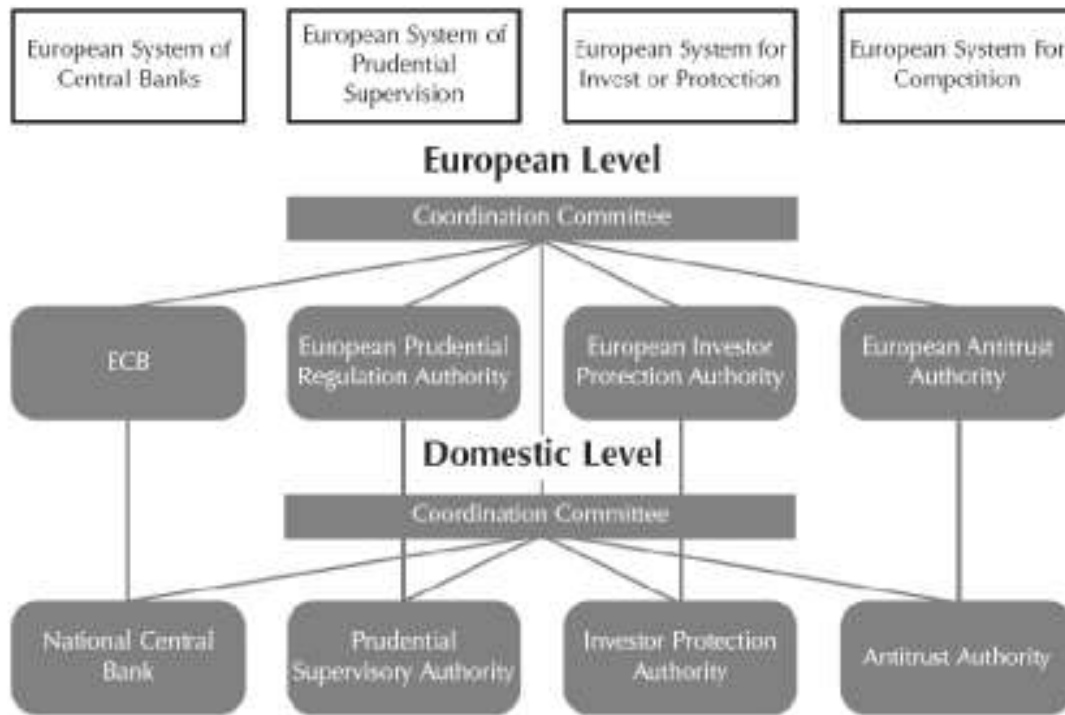 European System of
Central Banks
European System of
Prudential
Supervision
European System for
Invest or Protection
European System For
Competition
European Level
Coordination Committee
ECB
European Prudential
Regulation Authority
European Investor
Protection Authority
European Antitrust
Authority
Domestic Level
Coordination Committee
National Central
Bank
Prudential
Supervisory Authority
Investor Protection
Authority
Antitrust Authority